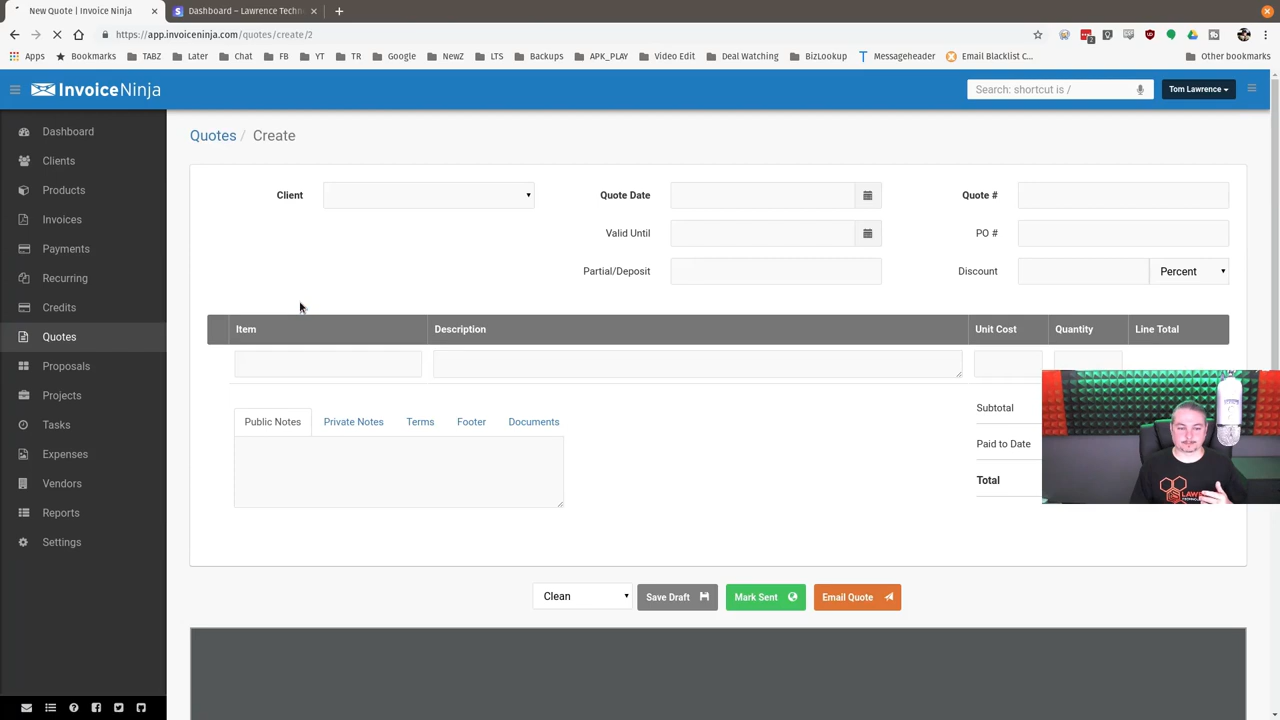 New Quote | Invoice Ninja
Dashboard – Lawrence Techn
https://app.invoiceninja.com/quotes/create/2
Apps Bookmarks TABZ Later Chat FB YT TR Google NewZ LTS Backups APK_PLAY Video Edit Deal Watching BizLookup Messageheader Email Blacklist C... Other bookmarks
InvoiceNinja
Search: shortcut is /
Tom Lawrence
Dashboard
Clients
Products
Invoices
Payments
Recurring
Credits
Quotes
Proposals
Projects
Tasks
Expenses
Vendors
Reports
Settings
Quotes / Create
Client
Quote Date
Quote #
Valid Until
PO #
Partial/Deposit
Discount
Percent
Item Description Unit Cost Quantity Line Total
Public Notes Private Notes Terms Footer Documents
Subtotal
Paid to Date
Total
Clean
Save Draft
Mark Sent
Email Quote